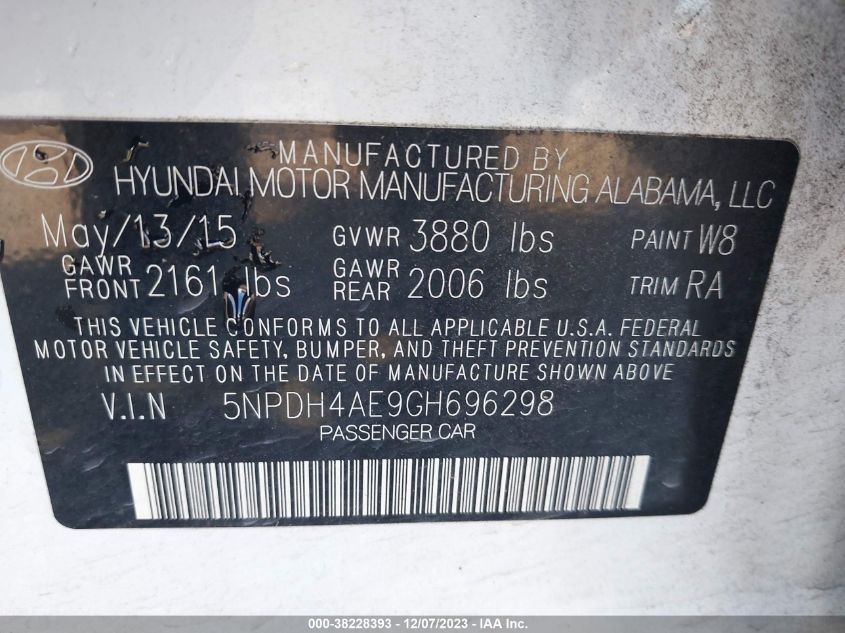 MANUFACTURED BY
HYUNDAI MOTOR MANUFACTURING ALABAMA, LLC
May/13/15 GVWR 3880 lbs PAINT W8
GAWR FRONT 2161 lbs GAWR REAR 2006 lbs TRIM RA
THIS VEHICLE CONFORMS TO ALL APPLICABLE U.S.A. FEDERAL
MOTOR VEHICLE SAFETY, BUMPER, AND THEFT PREVENTION STANDARDS
IN EFFECT ON THE DATE OF MANUFACTURE SHOWN ABOVE
V.I.N 5NPDH4AE9GH696298
PASSENGER CAR
000-38228393 - 12/07/2023 - IAA Inc.